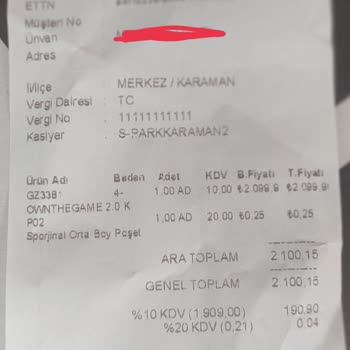 ETTN
Müşteri No
Ünvan
Adres
İl/İlçe : MERKEZ / KARAMAN
Vergi Dairesi : TC
Vergi No : 11111111111
Kasiyer : S-PARKKARAMAN2
Ürün Adı Beden Adet KDV B.Fiyatı T.Fiyatı
GZ3381 4- 1,00 AD 10,00 ₺2.099,9 ₺2.099,9
OWNTHEGAME 2.0 K
P02 1,00 AD 20,00 ₺0,25 ₺0,25
Sporjinal Orta Boy Poşet
ARA TOPLAM 2.100,15
GENEL TOPLAM 2.100,15
%10 KDV (1.909,00) 190,90
%20 KDV (0,21) 0,04